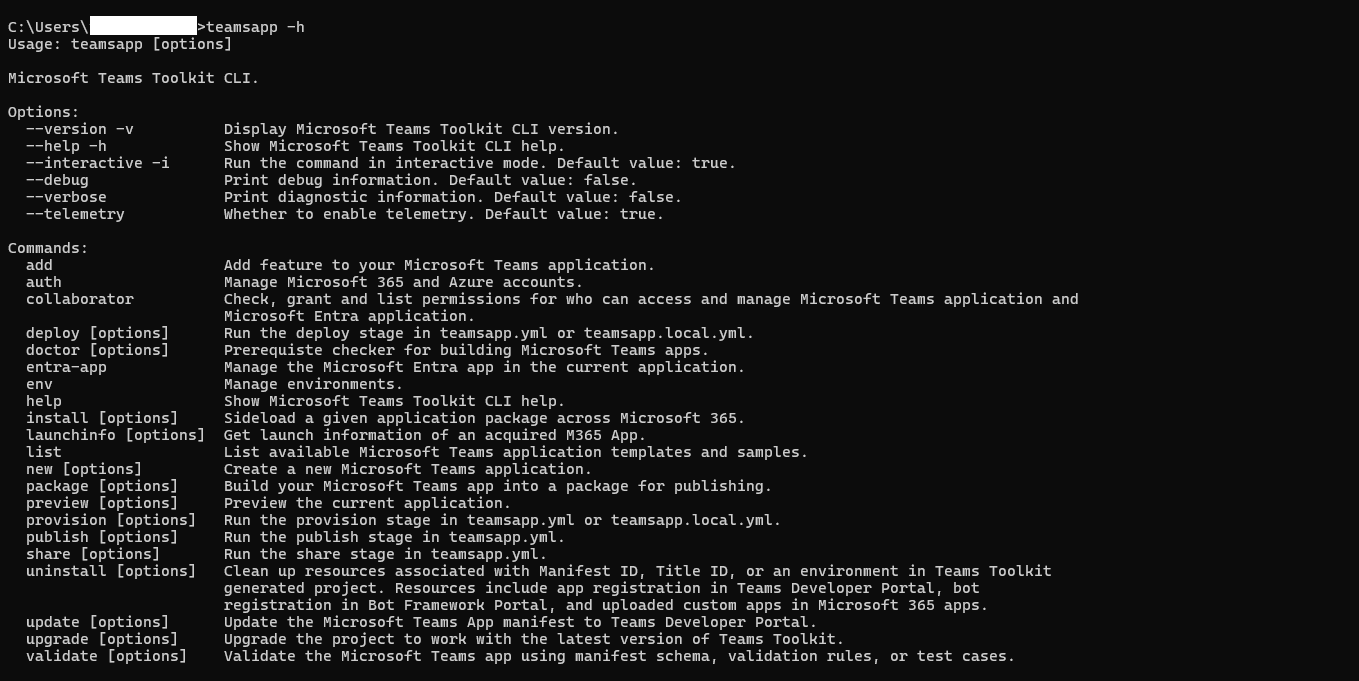 C:\Users\>teamsapp -h
Usage: teamsapp [options]
Microsoft Teams Toolkit CLI.
Options:
--version -v Display Microsoft Teams Toolkit CLI version.
--help -h Show Microsoft Teams Toolkit CLI help.
--interactive -i Run the command in interactive mode. Default value: true.
--debug Print debug information. Default value: false.
--verbose Print diagnostic information. Default value: false.
--telemetry Whether to enable telemetry. Default value: true.
Commands:
add Add feature to your Microsoft Teams application.
auth Manage Microsoft 365 and Azure accounts.
collaborator Check, grant and list permissions for who can access and manage Microsoft Teams application and
Microsoft Entra application.
deploy [options] Run the deploy stage in teamsapp.yml or teamsapp.local.yml.
doctor [options] Prerequiste checker for building Microsoft Teams apps.
entra-app Manage the Microsoft Entra app in the current application.
env Manage environments.
help Show Microsoft Teams Toolkit CLI help.
install [options] Sideload a given application package across Microsoft 365.
launchinfo [options] Get launch information of an acquired M365 App.
list List available Microsoft Teams application templates and samples.
new [options] Create a new Microsoft Teams application.
package [options] Build your Microsoft Teams app into a package for publishing.
preview [options] Preview the current application.
provision [options] Run the provision stage in teamsapp.yml or teamsapp.local.yml.
publish [options] Run the publish stage in teamsapp.yml.
share [options] Run the share stage in teamsapp.yml.
uninstall [options] Clean up resources associated with Manifest ID, Title ID, or an environment in Teams Toolkit
generated project. Resources include app registration in Teams Developer Portal, bot
registration in Bot Framework Portal, and uploaded custom apps in Microsoft 365 apps.
update [options] Update the Microsoft Teams App manifest to Teams Developer Portal.
upgrade [options] Upgrade the project to work with the latest version of Teams Toolkit.
validate [options] Validate the Microsoft Teams app using manifest schema, validation rules, or test cases.